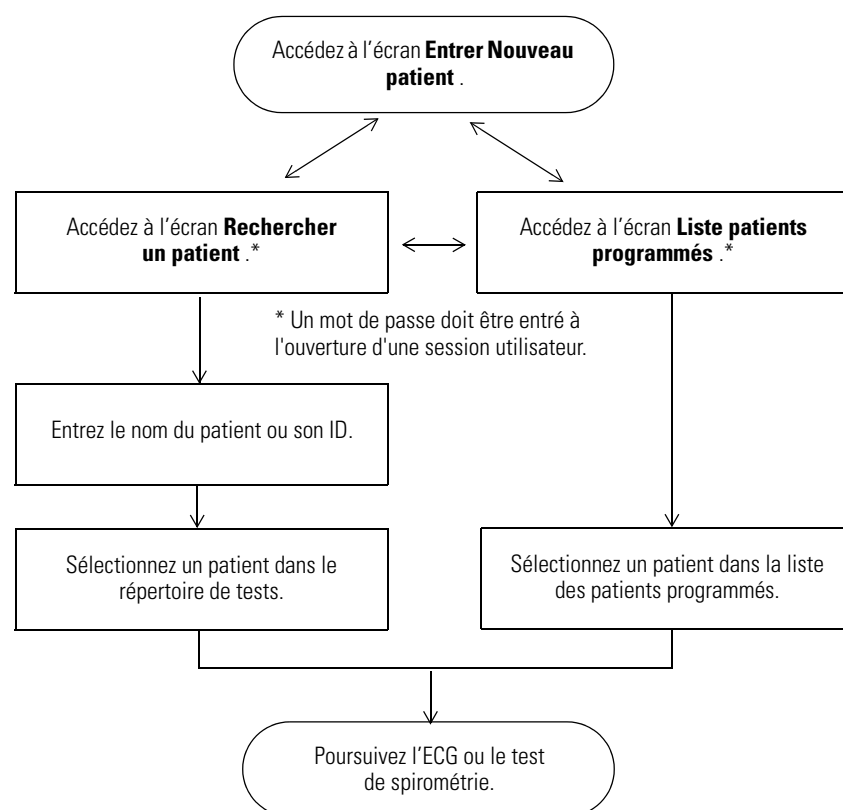 Accédez à l'écran Entrer Nouveau
patient .
Accédez à l'écran Rechercher
un patient .*
Accédez à l'écran Liste patients
programmés .*
* Un mot de passe doit être entré à
l'ouverture d'une session utilisateur.
Entrez le nom du patient ou son ID.
Sélectionnez un patient dans le
répertoire de tests.
Sélectionnez un patient dans la liste
des patients programmés.
Poursuivez l'ECG ou le test
de spirométrie.